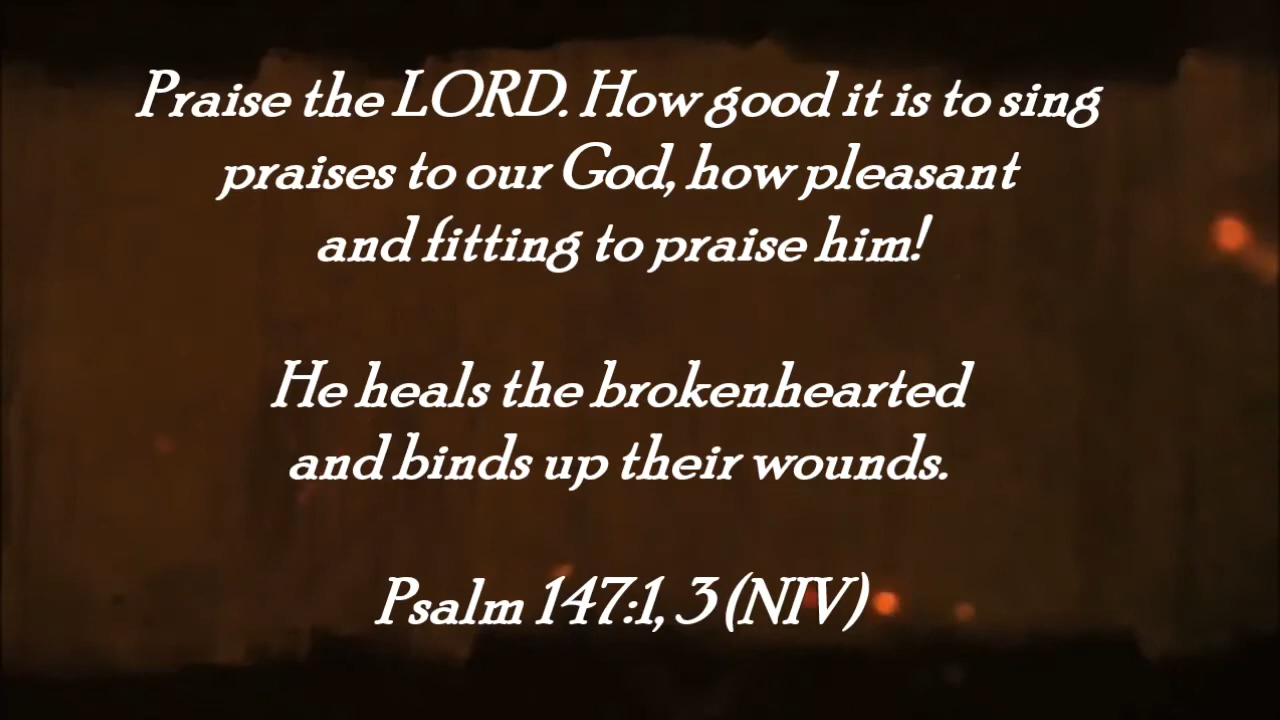 Praise the LORD. How good it is to sing
praises to our God, how pleasant
and fitting to praise him!
He heals the brokenhearted
and binds up their wounds.
Psalm 147:1, 3 (NIV)